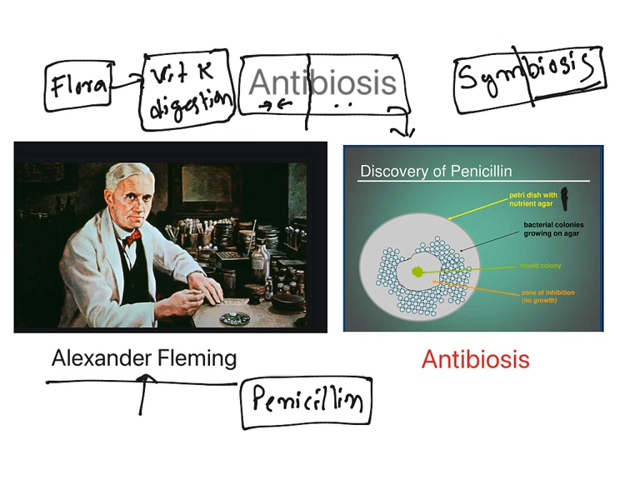 Flora
Vit K
digestion
Antibiosis
Symbiosis
Discovery of Penicillin
petri dish with
nutrient agar
bacterial colonies
growing on agar
mould colony
zone of inhibition
(no growth)
Alexander Fleming
Antibiosis
Penicillin